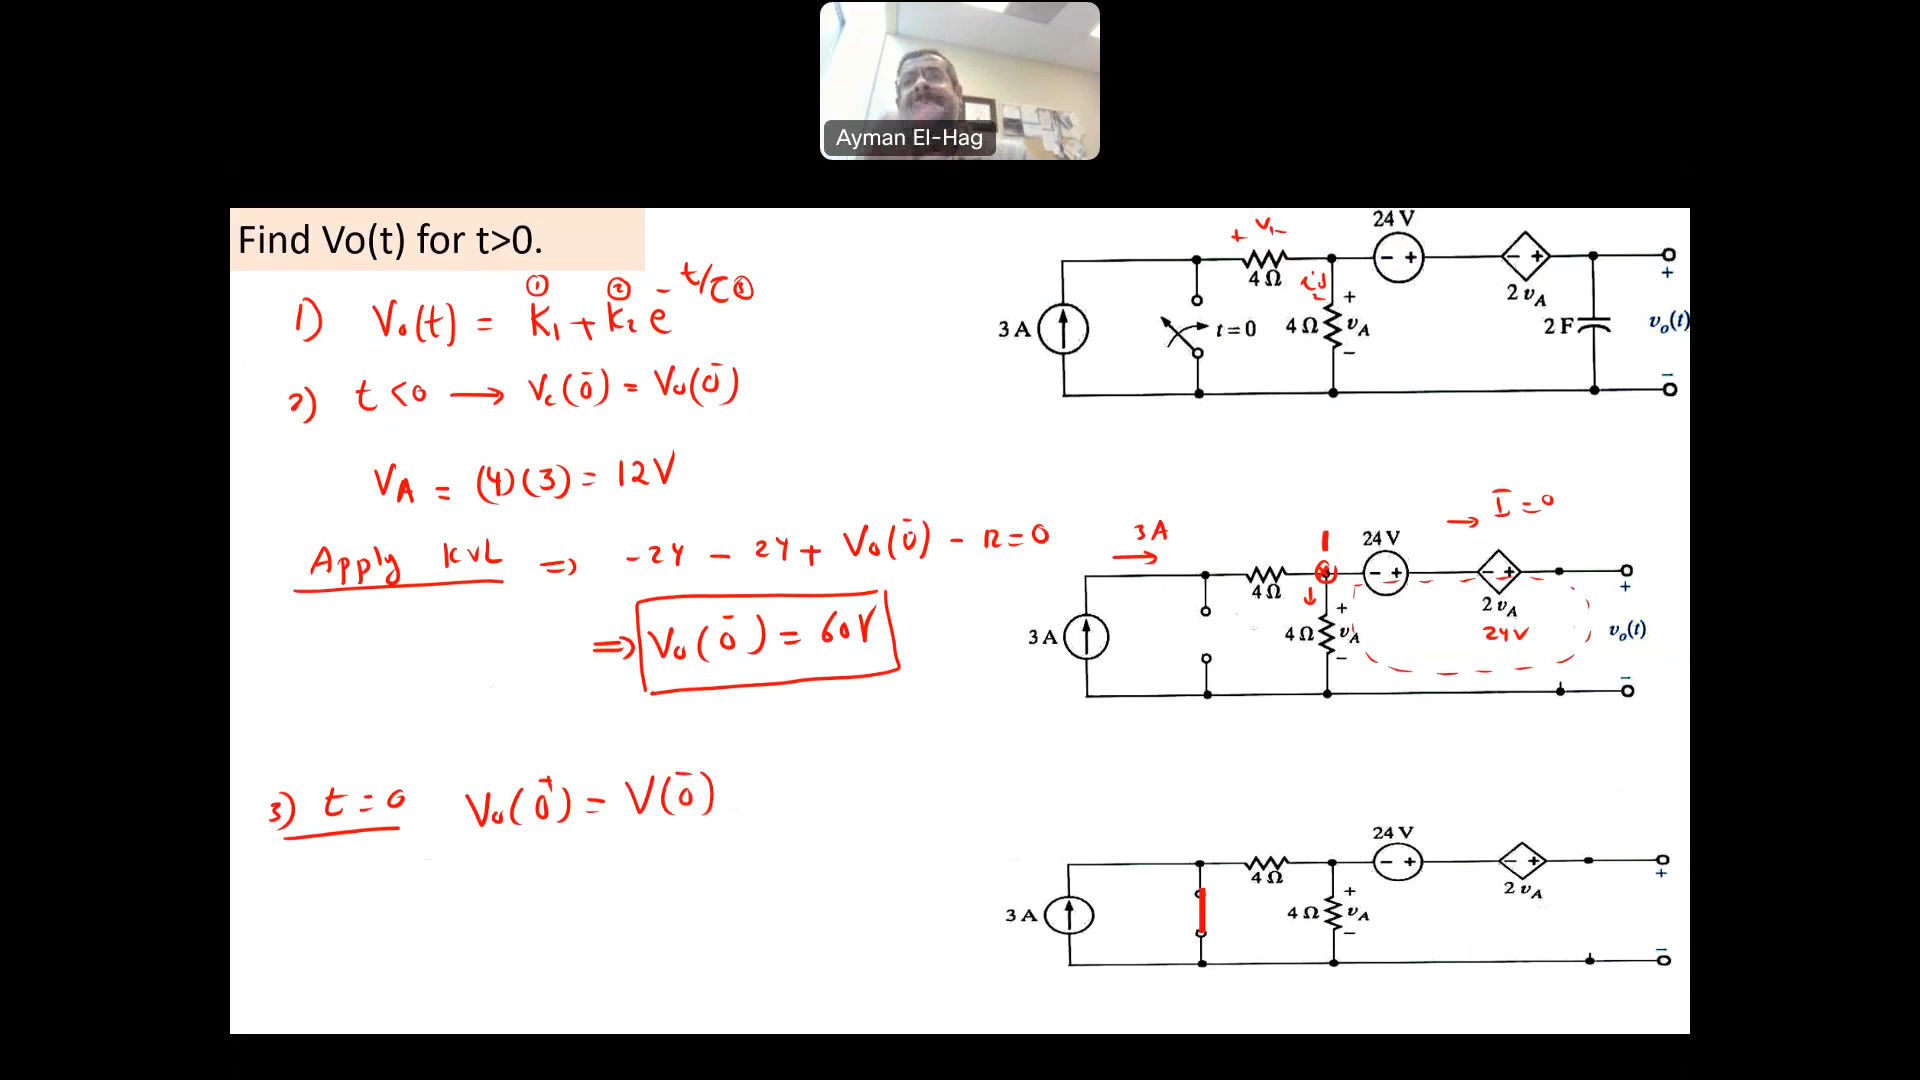 Ayman El-Hag
Find Vo(t) for t>0.
1) Vo(t) = K₁ + K₂ e^(-t/τ)
① ② ③
2) t<0 → Vc(0⁻) = Vo(0⁻)
VA = (4)(3) = 12V
Apply KVL ⇒ -24 - 24 + Vo(0⁻) - 12 = 0
⇒ Vo(0⁻) = 60V
3) t=0 Vo(0⁺) = V(0⁻)
+ V₁ -
24 V
4 Ω
- +
- +
2 vA
+
3 A
t = 0
4 Ω
+
vA
-
2 F
vo(t)
-
3A
→ I=0
24 V
4 Ω
- +
- +
2 vA
24V
+
3 A
4 Ω
+
vA
-
vo(t)
-
24 V
4 Ω
- +
- +
2 vA
+
3 A
4 Ω
+
vA
-
-